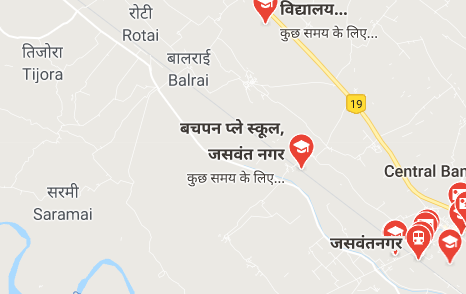 विद्यालय...
कुछ समय के लिए...
रोटी
Rotai
तिजोरा
Tijora
बालराई
Balrai
19
बचपन प्ले स्कूल,
जसवंत नगर
कुछ समय के लिए...
Central Ban
सरमी
Saramai
जसवंतनगर